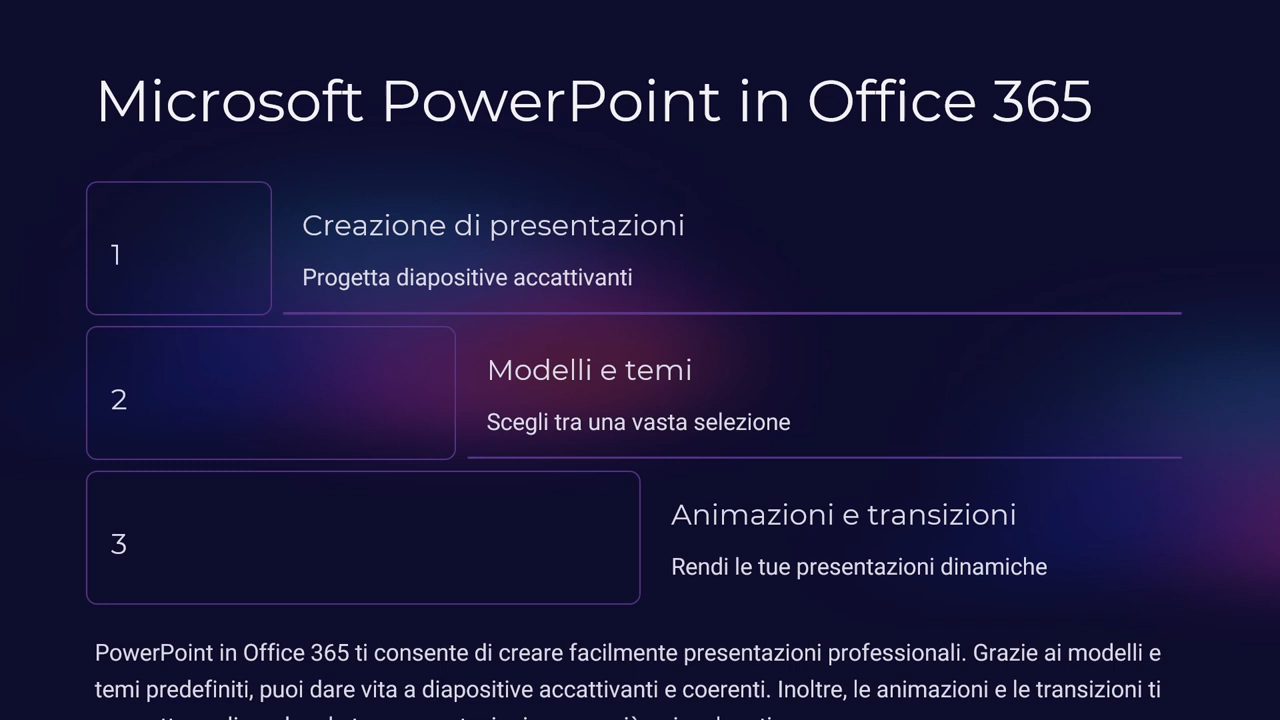 Microsoft PowerPoint in Office 365
1
Creazione di presentazioni
Progetta diapositive accattivanti
2
Modelli e temi
Scegli tra una vasta selezione
3
Animazioni e transizioni
Rendi le tue presentazioni dinamiche
PowerPoint in Office 365 ti consente di creare facilmente presentazioni professionali. Grazie ai modelli e
temi predefiniti, puoi dare vita a diapositive accattivanti e coerenti. Inoltre, le animazioni e le transizioni ti